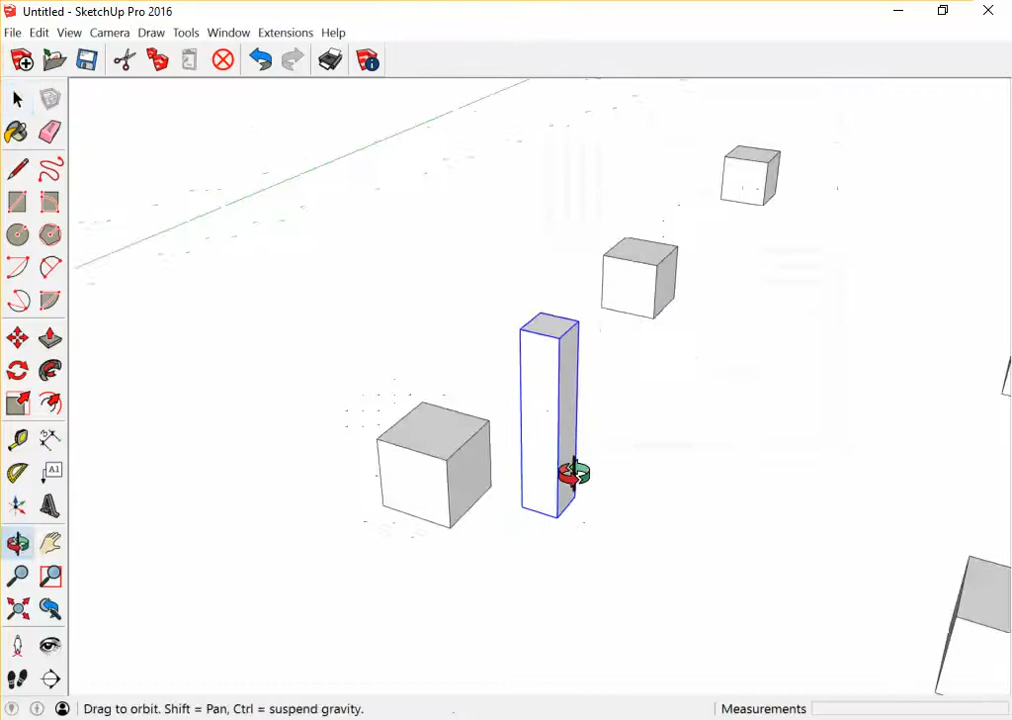 Untitled - SketchUp Pro 2016
File Edit View Camera Draw Tools Window Extensions Help
A1
Drag to orbit. Shift = Pan, Ctrl = suspend gravity.
Measurements